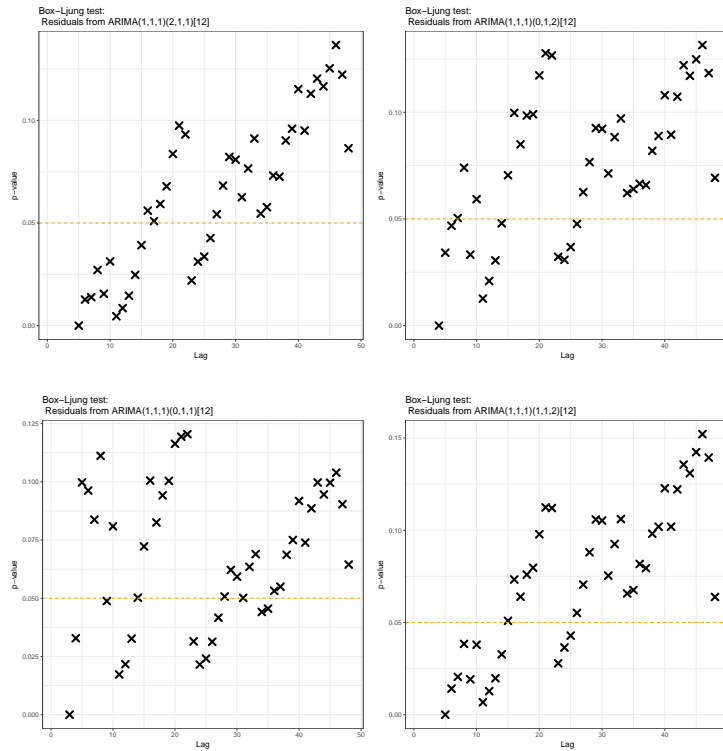 Box−Ljung test:
Residuals from ARIMA(1,1,1)(2,1,1)[12]
0.10
0.05
0.00
p−value
0 10 20 30 40 50
Lag
Box−Ljung test:
Residuals from ARIMA(1,1,1)(0,1,2)[12]
0.10
0.05
0.00
p−value
0 10 20 30 40
Lag
Box−Ljung test:
Residuals from ARIMA(1,1,1)(0,1,1)[12]
0.125
0.100
0.075
0.050
0.025
0.000
p−value
0 10 20 30 40 50
Lag
Box−Ljung test:
Residuals from ARIMA(1,1,1)(1,1,2)[12]
0.15
0.10
0.05
0.00
p−value
0 10 20 30 40
Lag